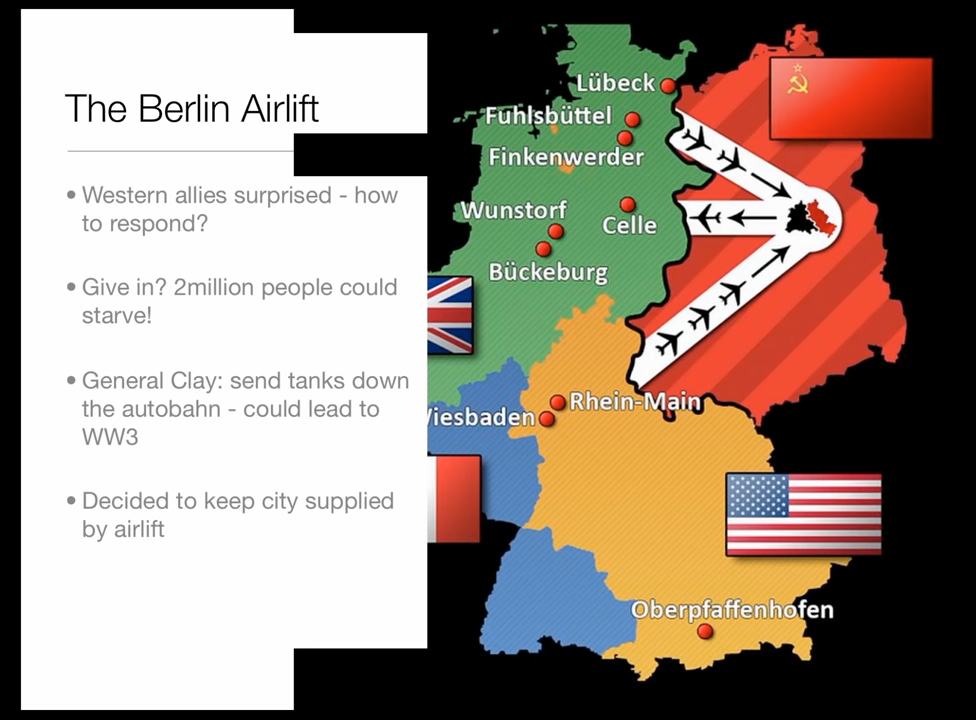 The Berlin Airlift
• Western allies surprised - how
to respond?
• Give in? 2million people could
starve!
• General Clay: send tanks down
the autobahn - could lead to
WW3
• Decided to keep city supplied
by airlift
Lübeck
Fuhlsbüttel
Finkenwerder
Wunstorf
Celle
Bückeburg
Rhein-Main
Wiesbaden
Oberpfaffenhofen